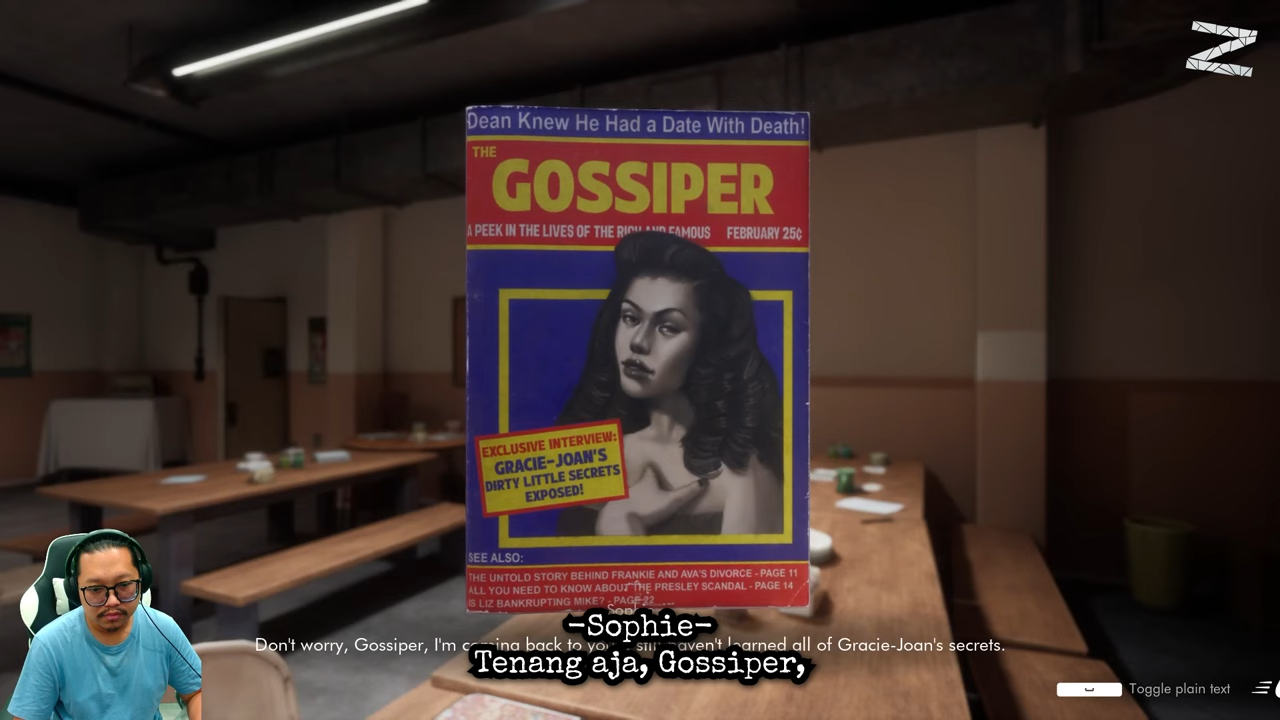 Dean Knew He Had a Date With Death!
THE
GOSSIPER
A PEEK IN THE LIVES OF THE RICH AND FAMOUS FEBRUARY 25¢
EXCLUSIVE INTERVIEW:
GRACIE-JOAN'S
DIRTY LITTLE SECRETS
EXPOSED!
SEE ALSO:
THE UNTOLD STORY BEHIND FRANKIE AND AVA'S DIVORCE - PAGE 11
ALL YOU NEED TO KNOW ABOUT THE PRESLEY SCANDAL - PAGE 14
IS LIZ BANKRUPTING MIKE? - PAGE 22
-Sophie-
Don't worry, Gossiper, I'm coming back to you. I still haven't learned all of Gracie-Joan's secrets.
Tenang aja, Gossiper,
Toggle plain text